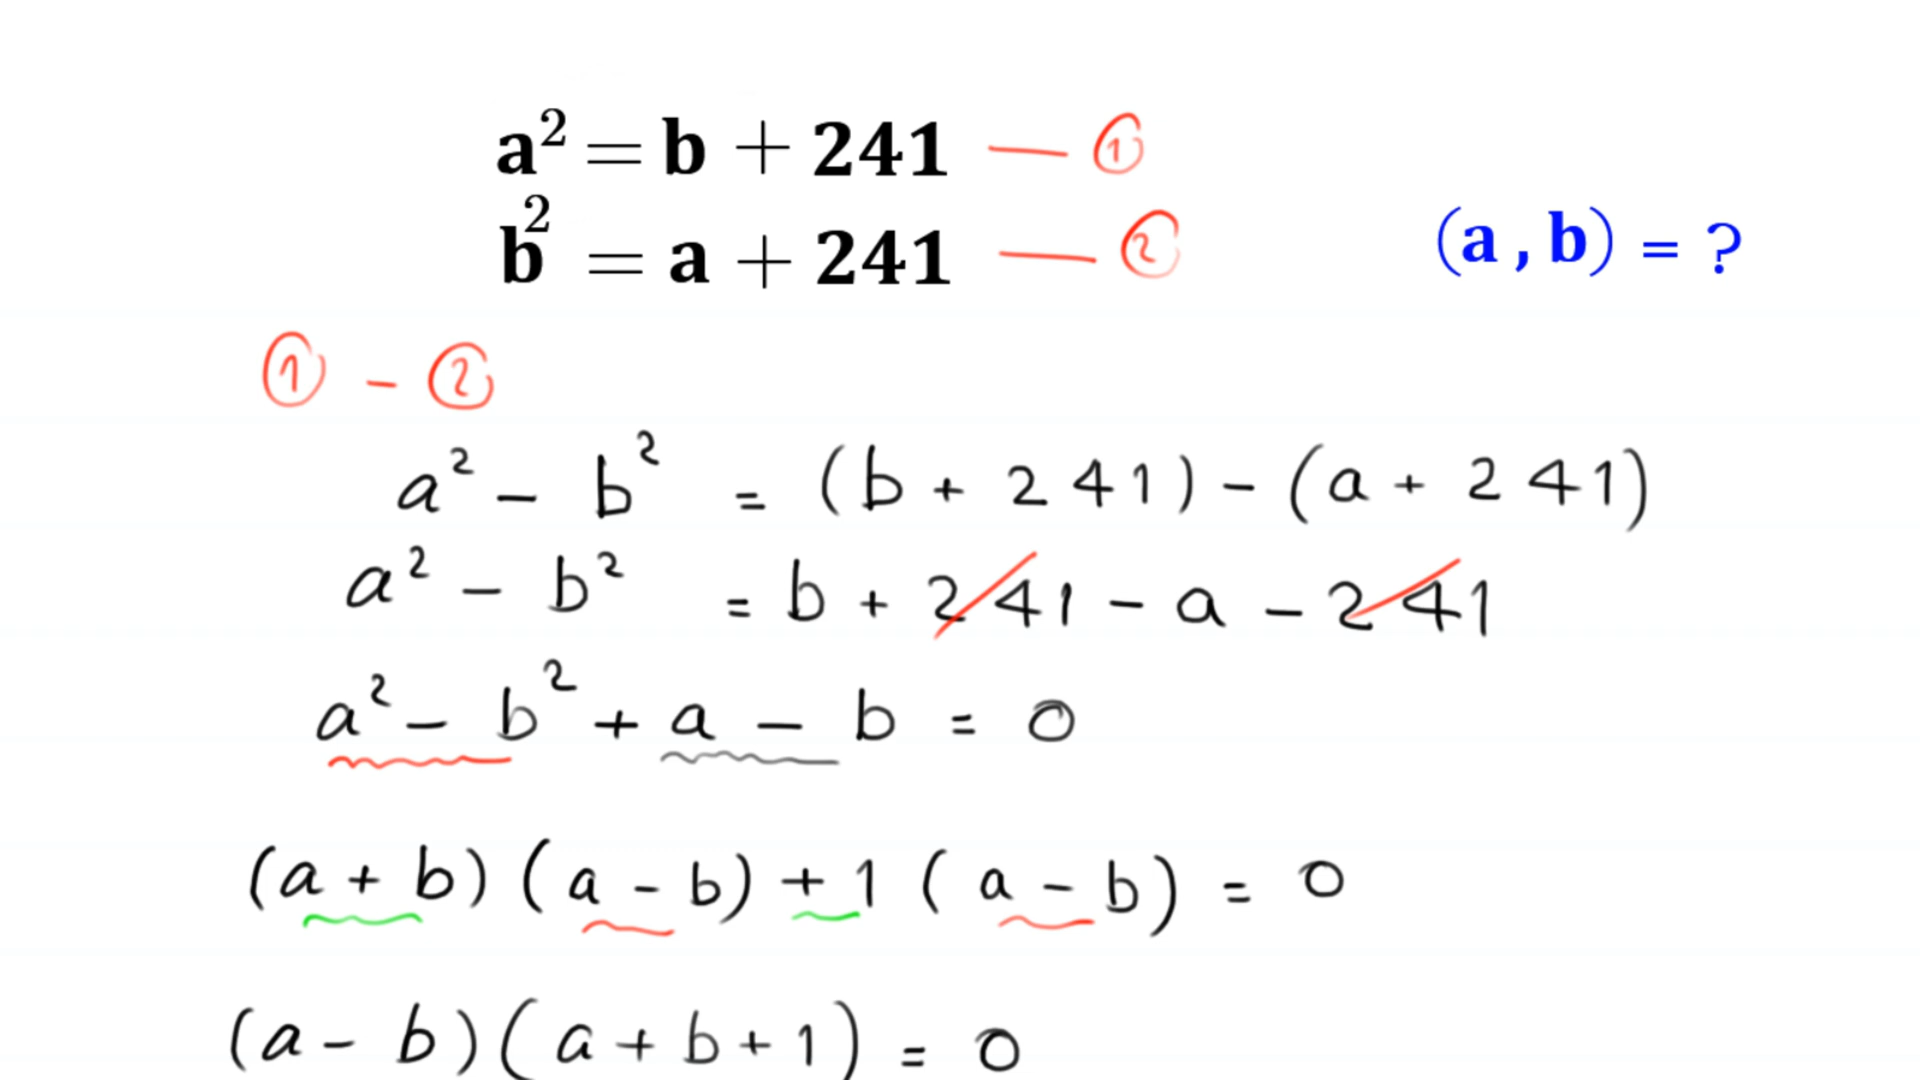 a² = b + 241 — ①
b² = a + 241 — ②
(a , b) = ?
① - ②
a² - b² = (b + 241) - (a + 241)
a² - b² = b + 241 - a - 241
a² - b² + a - b = 0
(a + b) (a - b) + 1 (a - b) = 0
(a - b) (a + b + 1) = 0